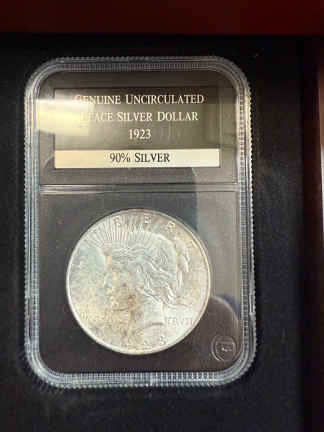 GENUINE UNCIRCULATED
PEACE SILVER DOLLAR
1923
90% SILVER
TRVST